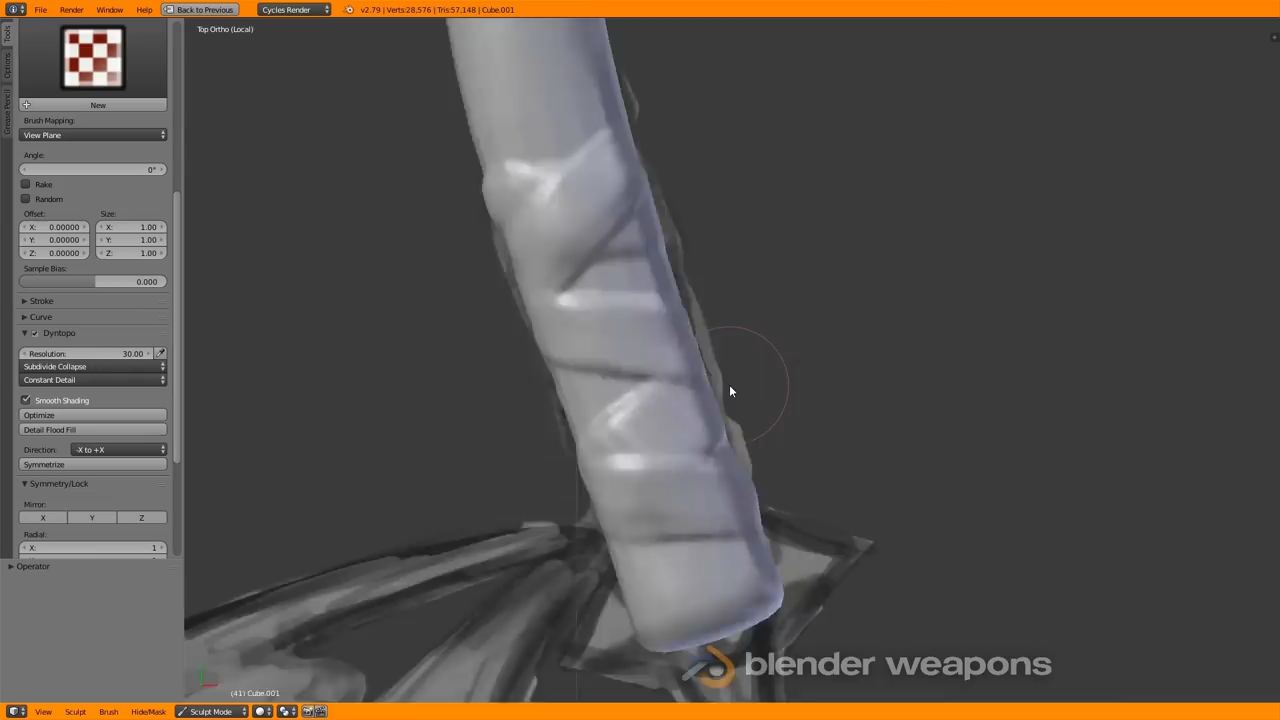 File Render Window Help Back to Previous Cycles Render v2.79 | Verts:28,576 | Tris:57,148 | Cube.001
Top Ortho (Local)
Tools
Options
Grease Pencil
New
Brush Mapping:
View Plane
Angle:
0°
Rake
Random
Offset: Size:
X: 0.00000 X: 1.00
Y: 0.00000 Y: 1.00
Z: 0.00000 Z: 1.00
Sample Bias:
0.000
Stroke
Curve
Dyntopo
Resolution: 30.00
Subdivide Collapse
Constant Detail
Smooth Shading
Optimize
Detail Flood Fill
Direction: -X to +X
Symmetrize
Symmetry/Lock
Mirror:
X Y Z
Radial:
X: 1
Operator
blender weapons
(41) Cube.001
View Sculpt Brush Hide/Mask Sculpt Mode